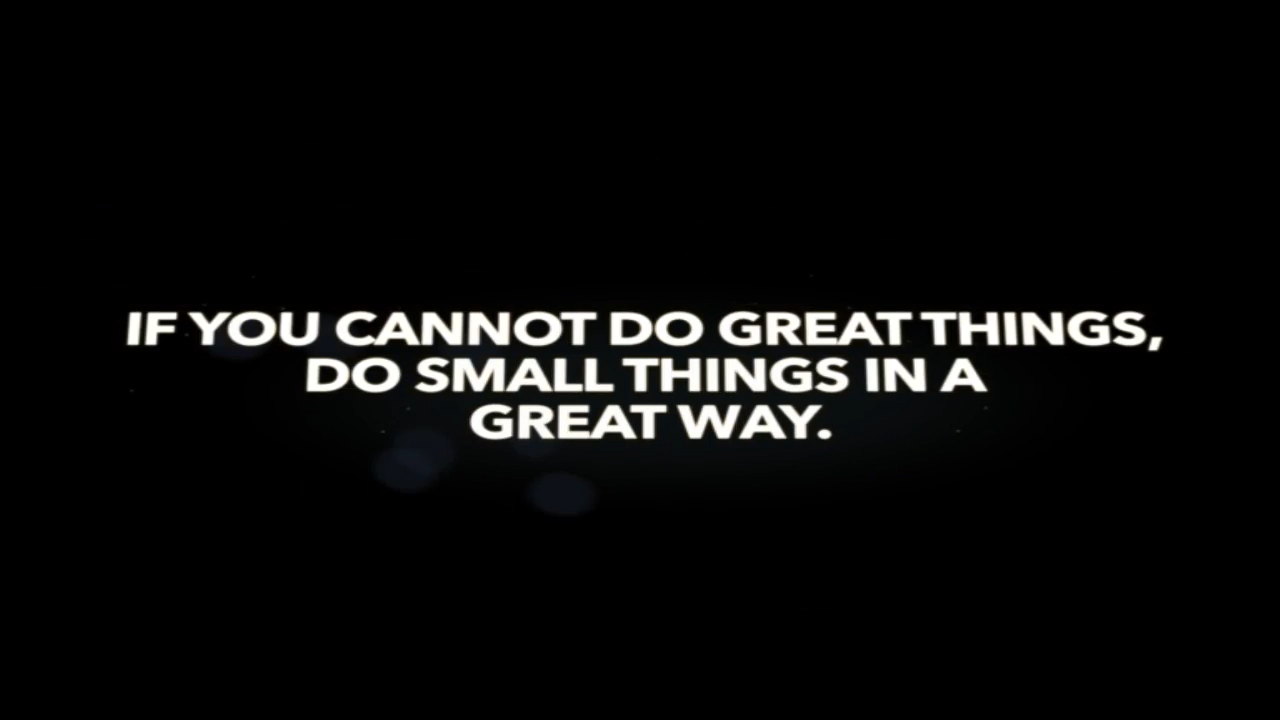 IF YOU CANNOT DO GREAT THINGS,
DO SMALL THINGS IN A
GREAT WAY.